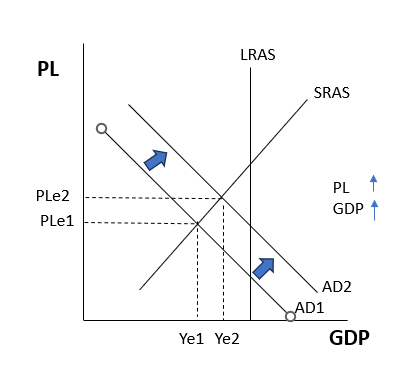 LRAS
PL
SRAS
PL
GDP
PLe2
PLe1
AD2
AD1
Ye1 Ye2
GDP